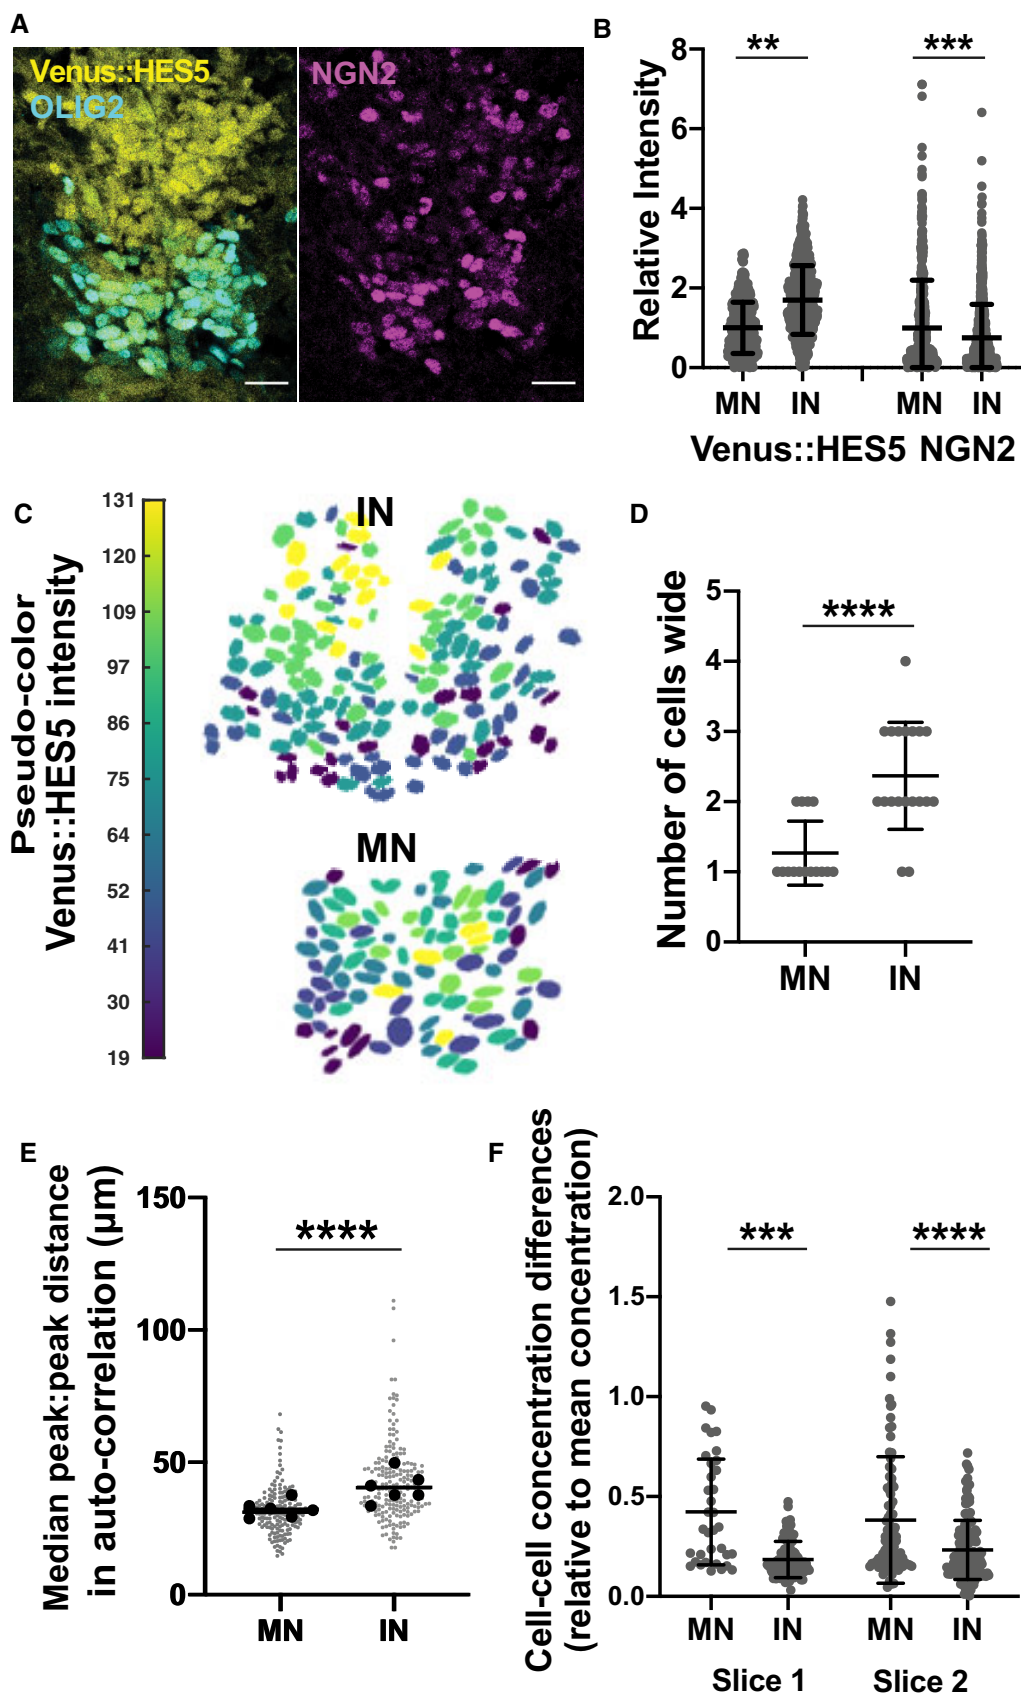 A
Venus::HES5
OLIG2
NGN2
B
Relative Intensity
8
6
4
2
0
**
***
MN IN MN IN
Venus::HES5 NGN2
C
Pseudo-color
Venus::HES5 intensity
131
120
109
97
86
75
64
52
41
30
19
IN
MN
D
Number of cells wide
5
4
3
2
1
0
****
MN IN
E
Median peak:peak distance
in auto-correlation (μm)
150
100
50
0
****
MN IN
F
Cell-cell concentration differences
(relative to mean concentration)
2.0
1.5
1.0
0.5
0.0
***
****
MN IN MN IN
Slice 1 Slice 2